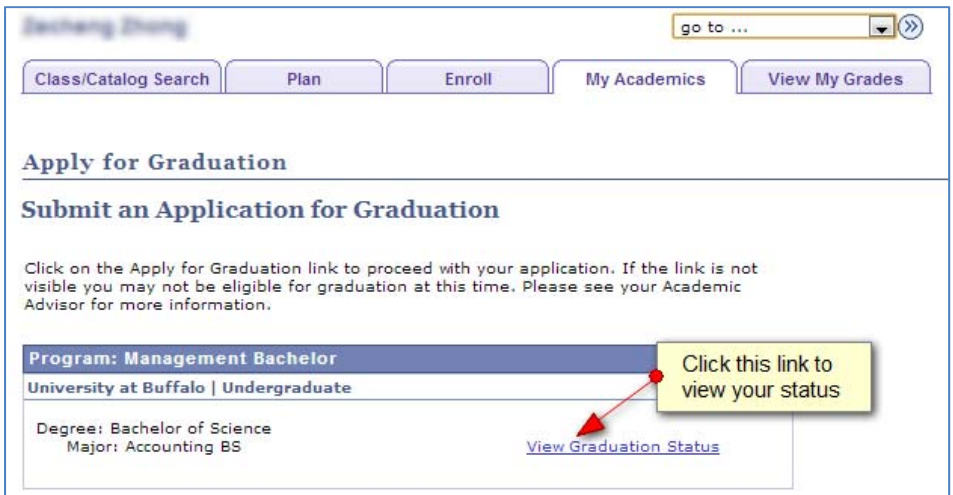 go to ...
Class/Catalog Search Plan Enroll My Academics View My Grades
Apply for Graduation
Submit an Application for Graduation
Click on the Apply for Graduation link to proceed with your application. If the link is not
visible you may not be eligible for graduation at this time. Please see your Academic
Advisor for more information.
Program: Management Bachelor
Click this link to
view your status
University at Buffalo | Undergraduate
Degree: Bachelor of Science
Major: Accounting BS
View Graduation Status